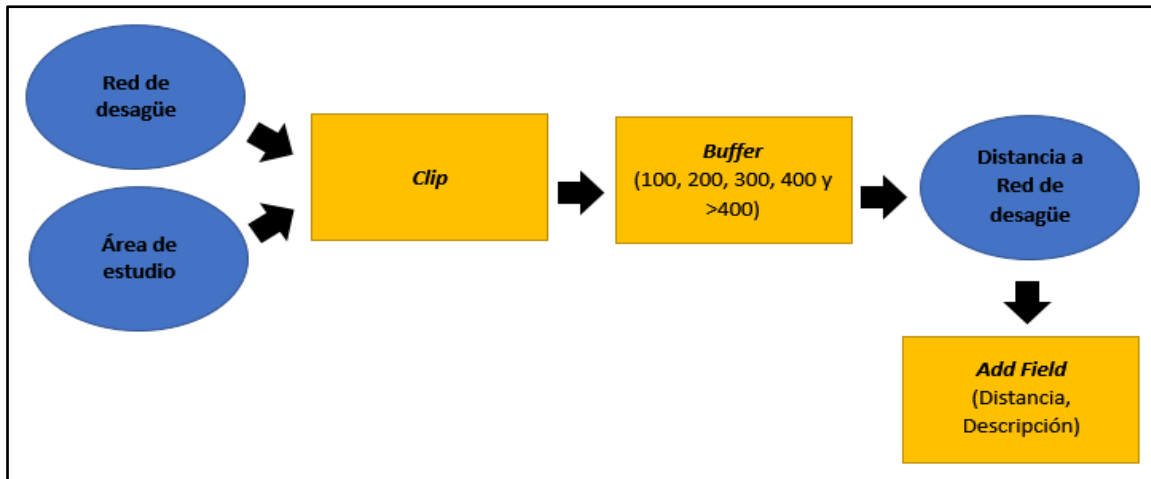 Red de
desagüe
Área de
estudio
Clip
Buffer
(100, 200, 300, 400 y
>400)
Distancia a
Red de
desagüe
Add Field
(Distancia,
Descripción)